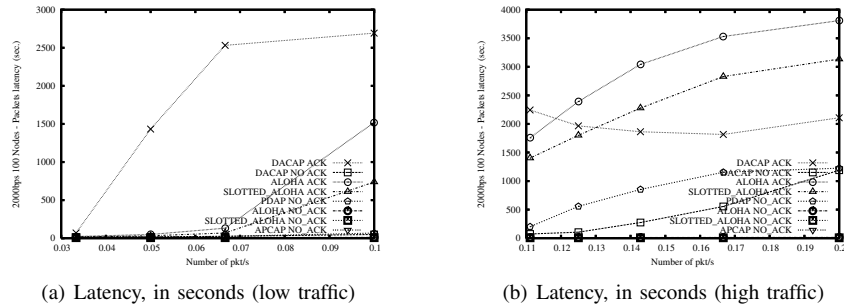 3000
2500
2000
1500
1000
500
0
0.03 0.04 0.05 0.06 0.07 0.08 0.09 0.1
2000bps 100 Nodes - Packets latency (sec.)
Number of pkt/s
DACAP ACK
DACAP NO_ACK
ALOHA ACK
SLOTTED_ALOHA ACK
PDAP NO_ACK
ALOHA NO_ACK
SLOTTED_ALOHA NO_ACK
APCAP NO_ACK
(a) Latency, in seconds (low traffic)
4000
3500
3000
2500
2000
1500
1000
500
0
0.11 0.12 0.13 0.14 0.15 0.16 0.17 0.18 0.19 0.2
2000bps 100 Nodes - Packets latency (sec.)
Number of pkt/s
DACAP ACK
DACAP NO_ACK
ALOHA ACK
SLOTTED_ALOHA ACK
PDAP NO_ACK
ALOHA NO_ACK
SLOTTED_ALOHA NO_ACK
APCAP NO_ACK
(b) Latency, in seconds (high traffic)